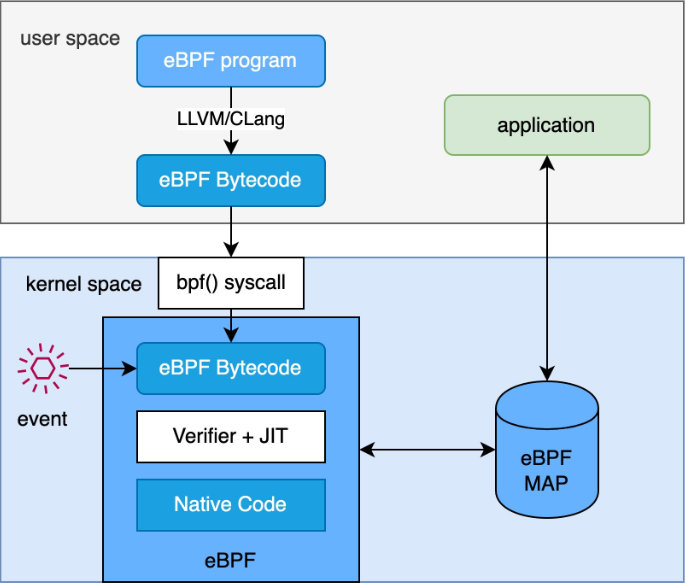 user space
eBPF program
LLVM/CLang
eBPF Bytecode
application
kernel space
bpf() syscall
eBPF Bytecode
event
Verifier + JIT
Native Code
eBPF
eBPF
MAP